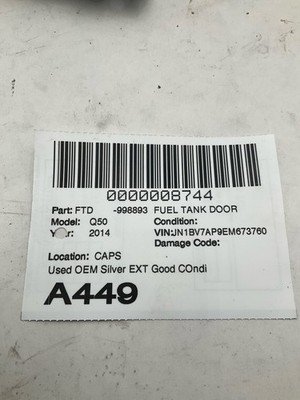 0000008744
Part: FTD -998893 FUEL TANK DOOR
Model: Q50 Condition:
Year: 2014 VIN:JN1BV7AP9EM673760
Damage Code:
Location: CAPS
Used OEM Silver EXT Good COndi
A449